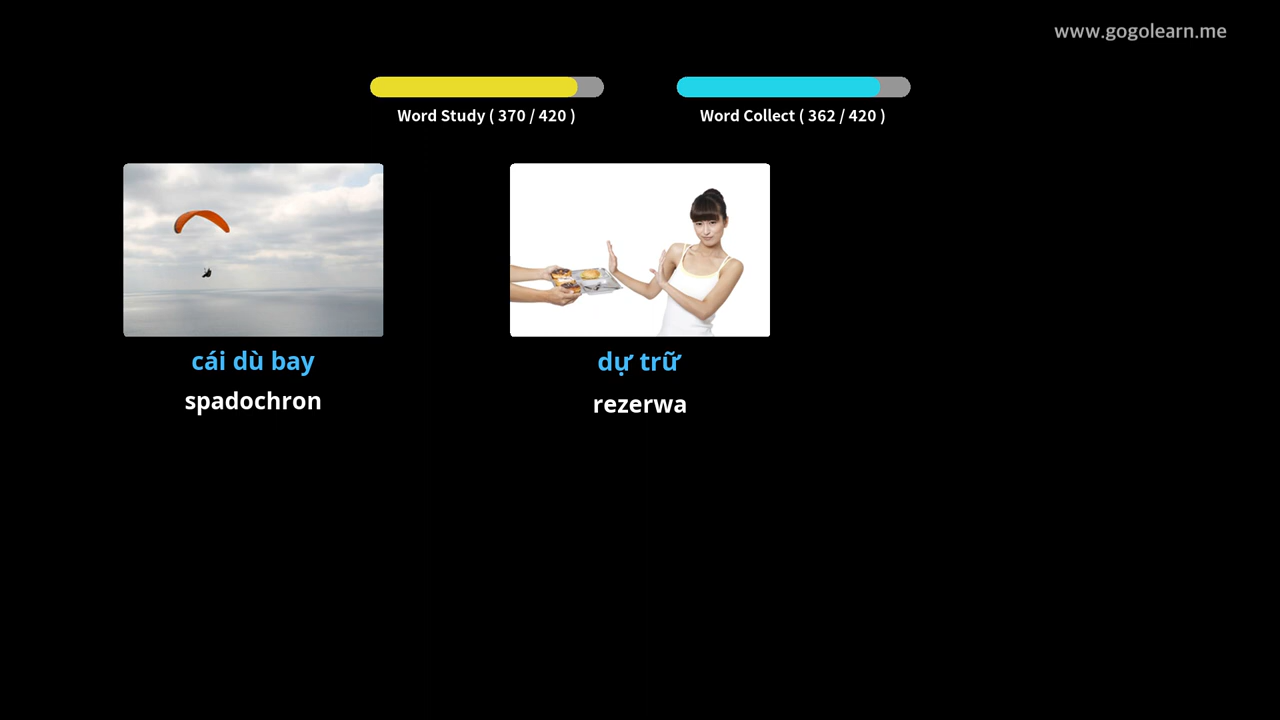 www.gogolearn.me
Word Study ( 370 / 420 )
Word Collect ( 362 / 420 )
cái dù bay
spadochron
dự trữ
rezerwa